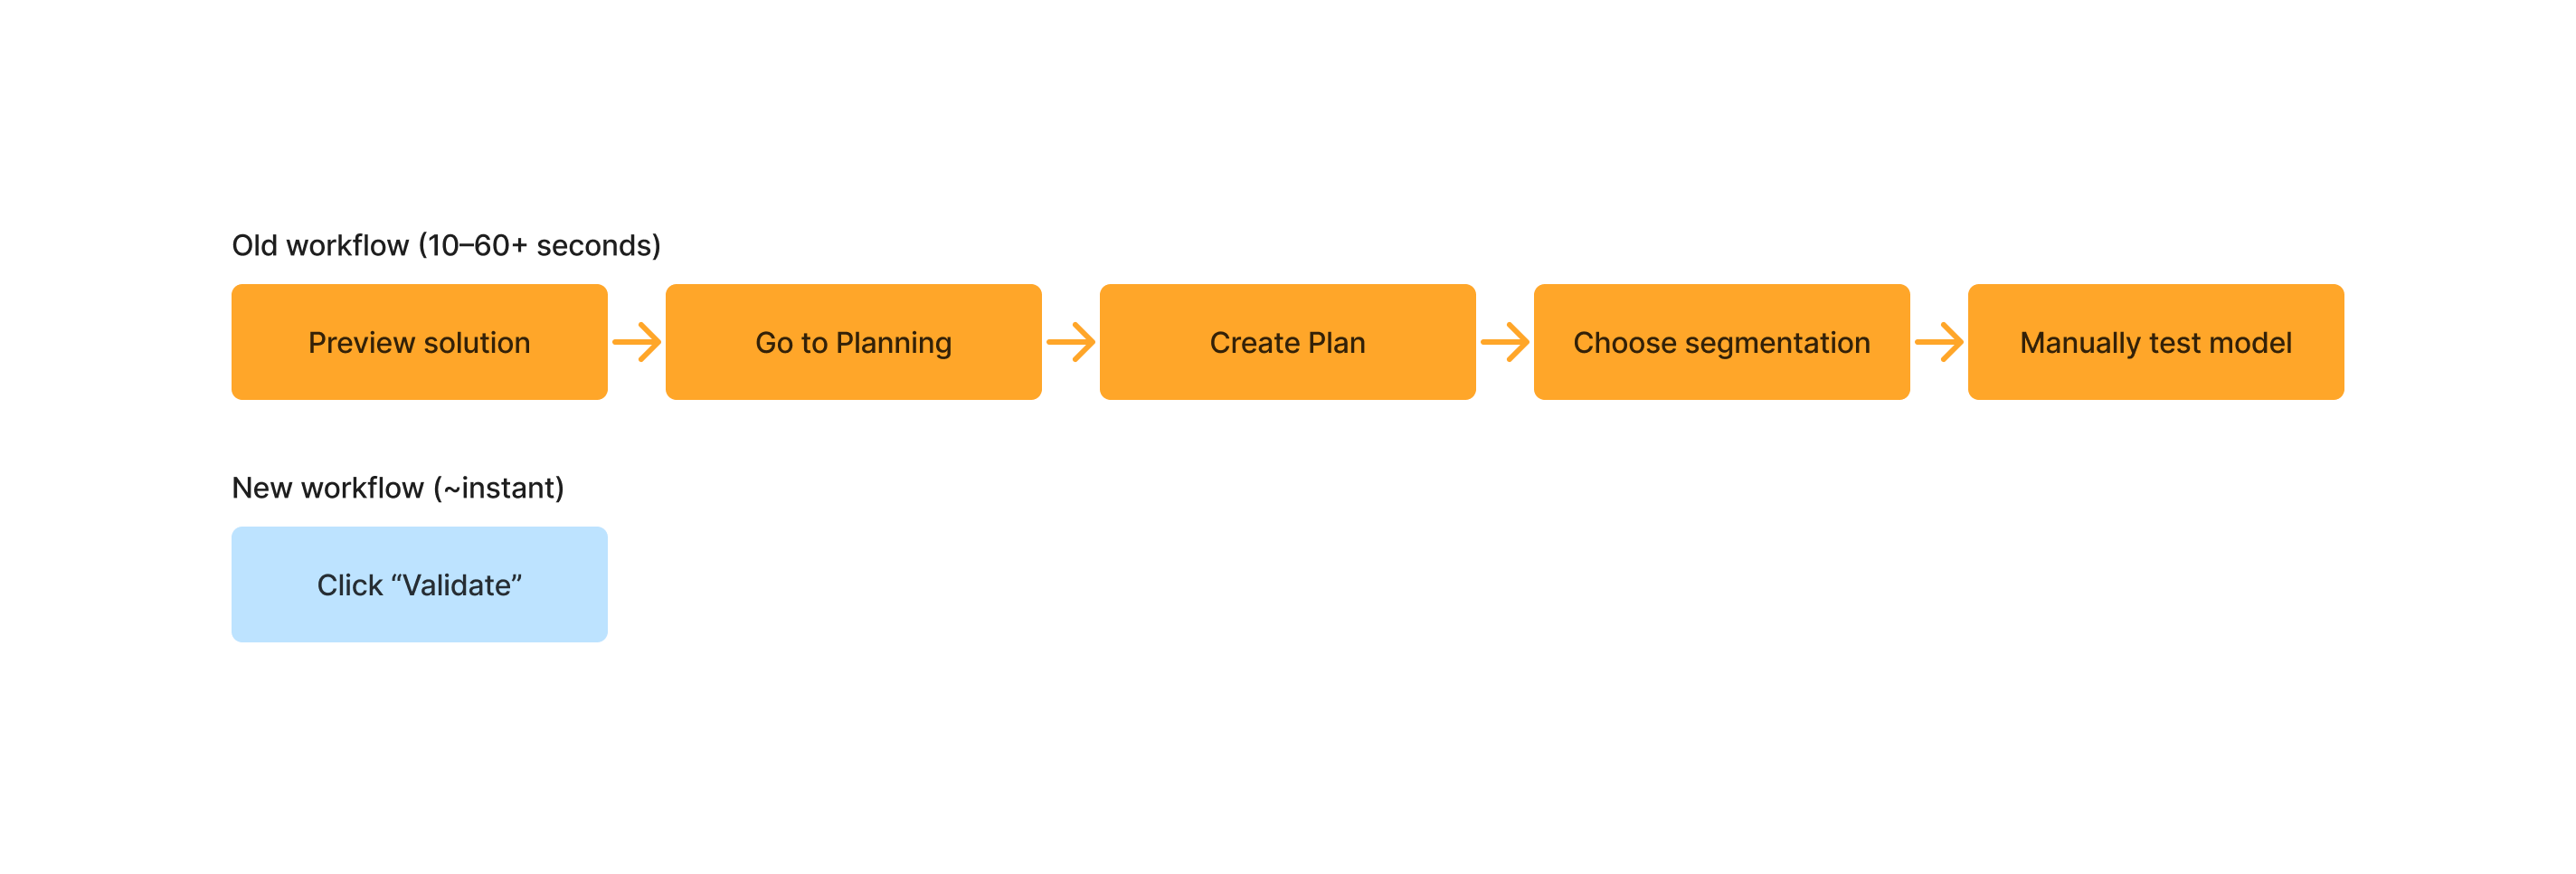 Old workflow (10–60+ seconds)
Preview solution
Go to Planning
Create Plan
Choose segmentation
Manually test model
New workflow (~instant)
Click “Validate”